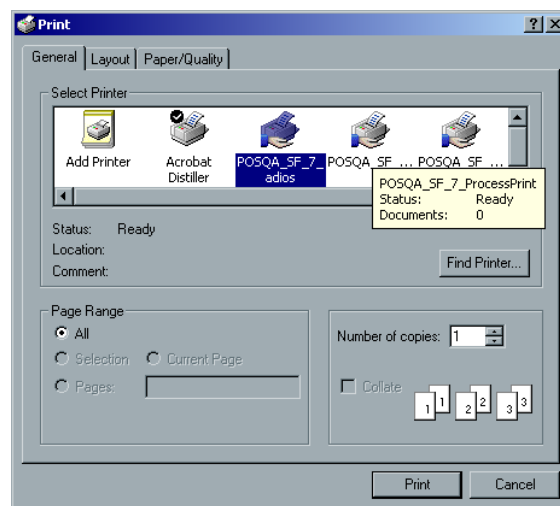 Print
General Layout Paper/Quality
Select Printer
Add Printer
Acrobat
Distiller
POSQA_SF_7_
adios
POSQA_SF_...
POSQA_SF_...
POSQA_SF_7_ProcessPrint
Status: Ready
Documents: 0
Status: Ready
Location:
Comment:
Find Printer...
Page Range
All
Selection Current Page
Pages:
Number of copies: 1
Collate
1 1 2 2 3 3
Print Cancel